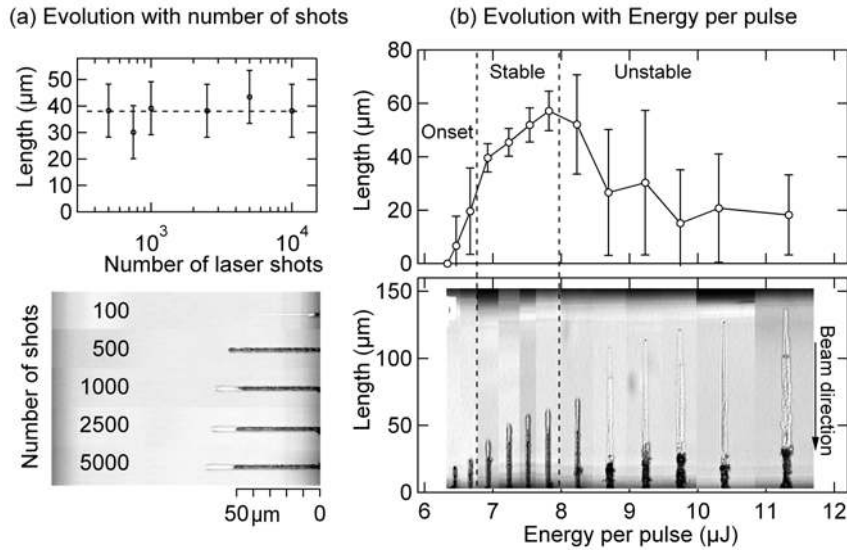 (a) Evolution with number of shots
Length (µm)
50
40
30
20
10
0
10³
10⁴
Number of laser shots
Number of shots
100
500
1000
2500
5000
50 µm
0
(b) Evolution with Energy per pulse
Length (µm)
80
60
40
20
0
Onset
Stable
Unstable
Length (µm)
150
100
50
0
Beam direction
6
7
8
9
10
11
12
Energy per pulse (µJ)